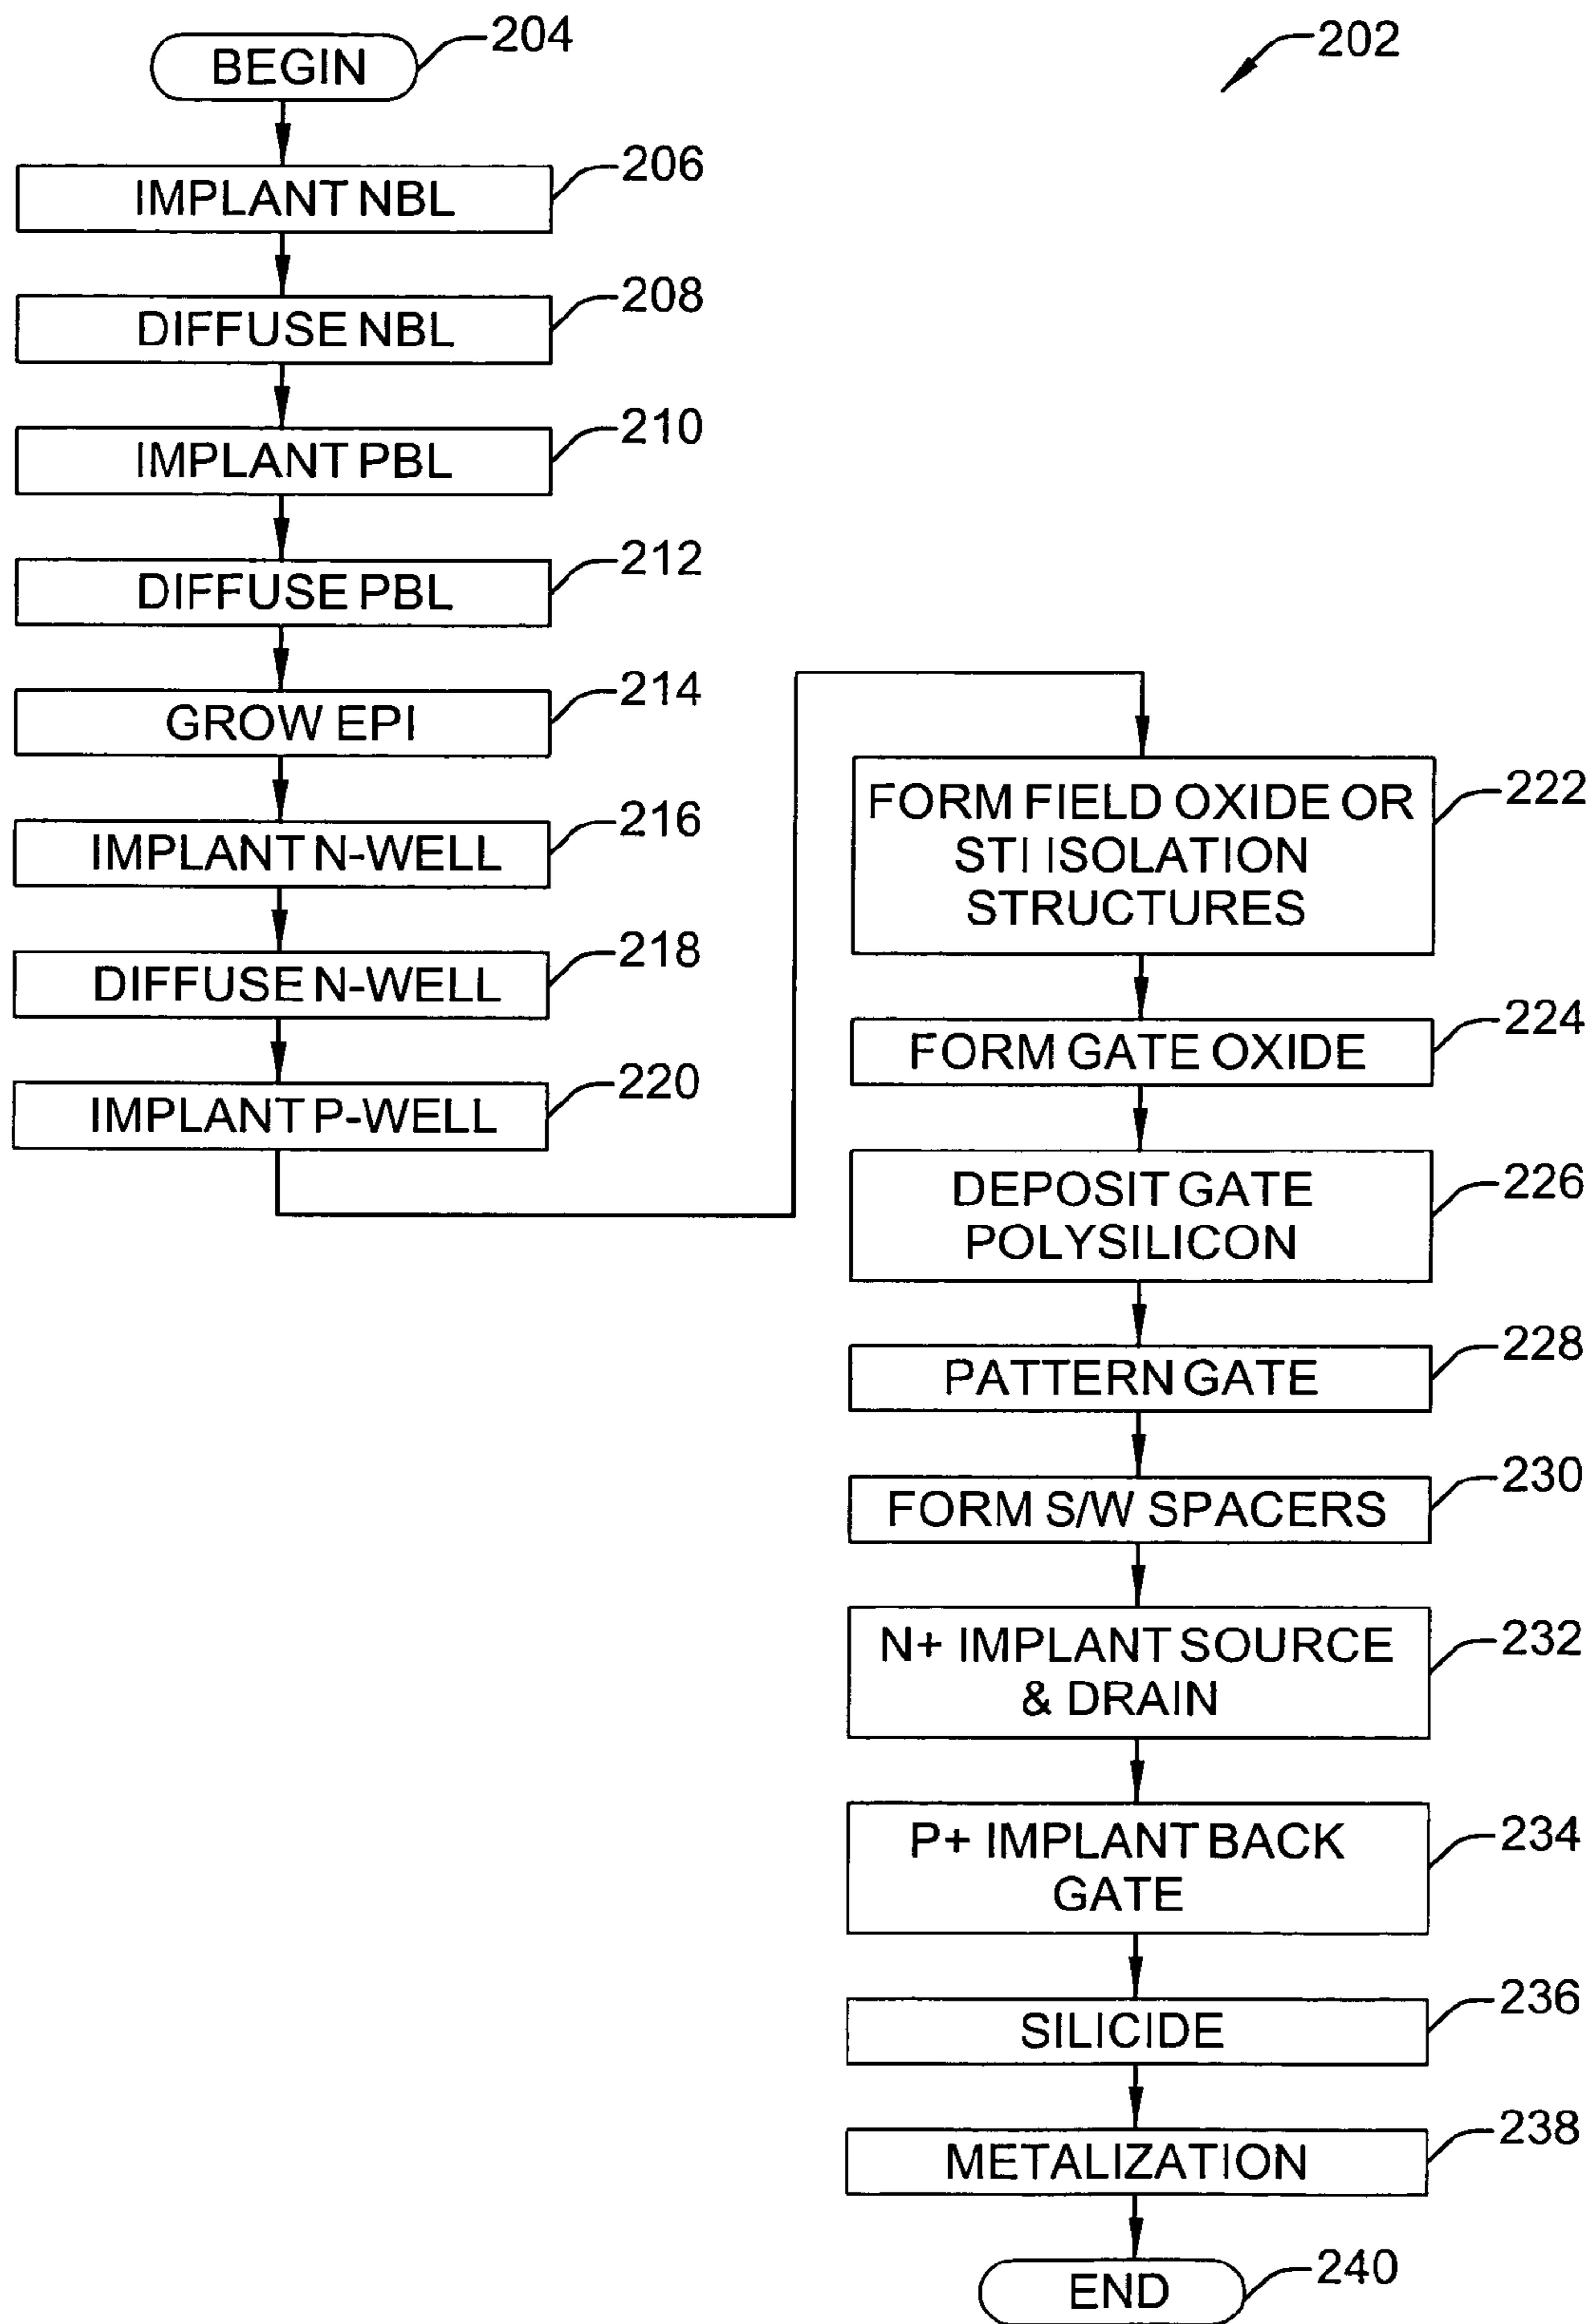 BEGIN
204
202
IMPLANT NBL
206
DIFFUSE NBL
208
IMPLANT PBL
210
DIFFUSE PBL
212
GROW EPI
214
IMPLANT N-WELL
216
DIFFUSE N-WELL
218
IMPLANT P-WELL
220
FORM FIELD OXIDE OR
STI ISOLATION
STRUCTURES
222
FORM GATE OXIDE
224
DEPOSIT GATE
POLYSILICON
226
PATTERN GATE
228
FORM S/W SPACERS
230
N+ IMPLANT SOURCE
& DRAIN
232
P+ IMPLANT BACK
GATE
234
SILICIDE
236
METALIZATION
238
END
240